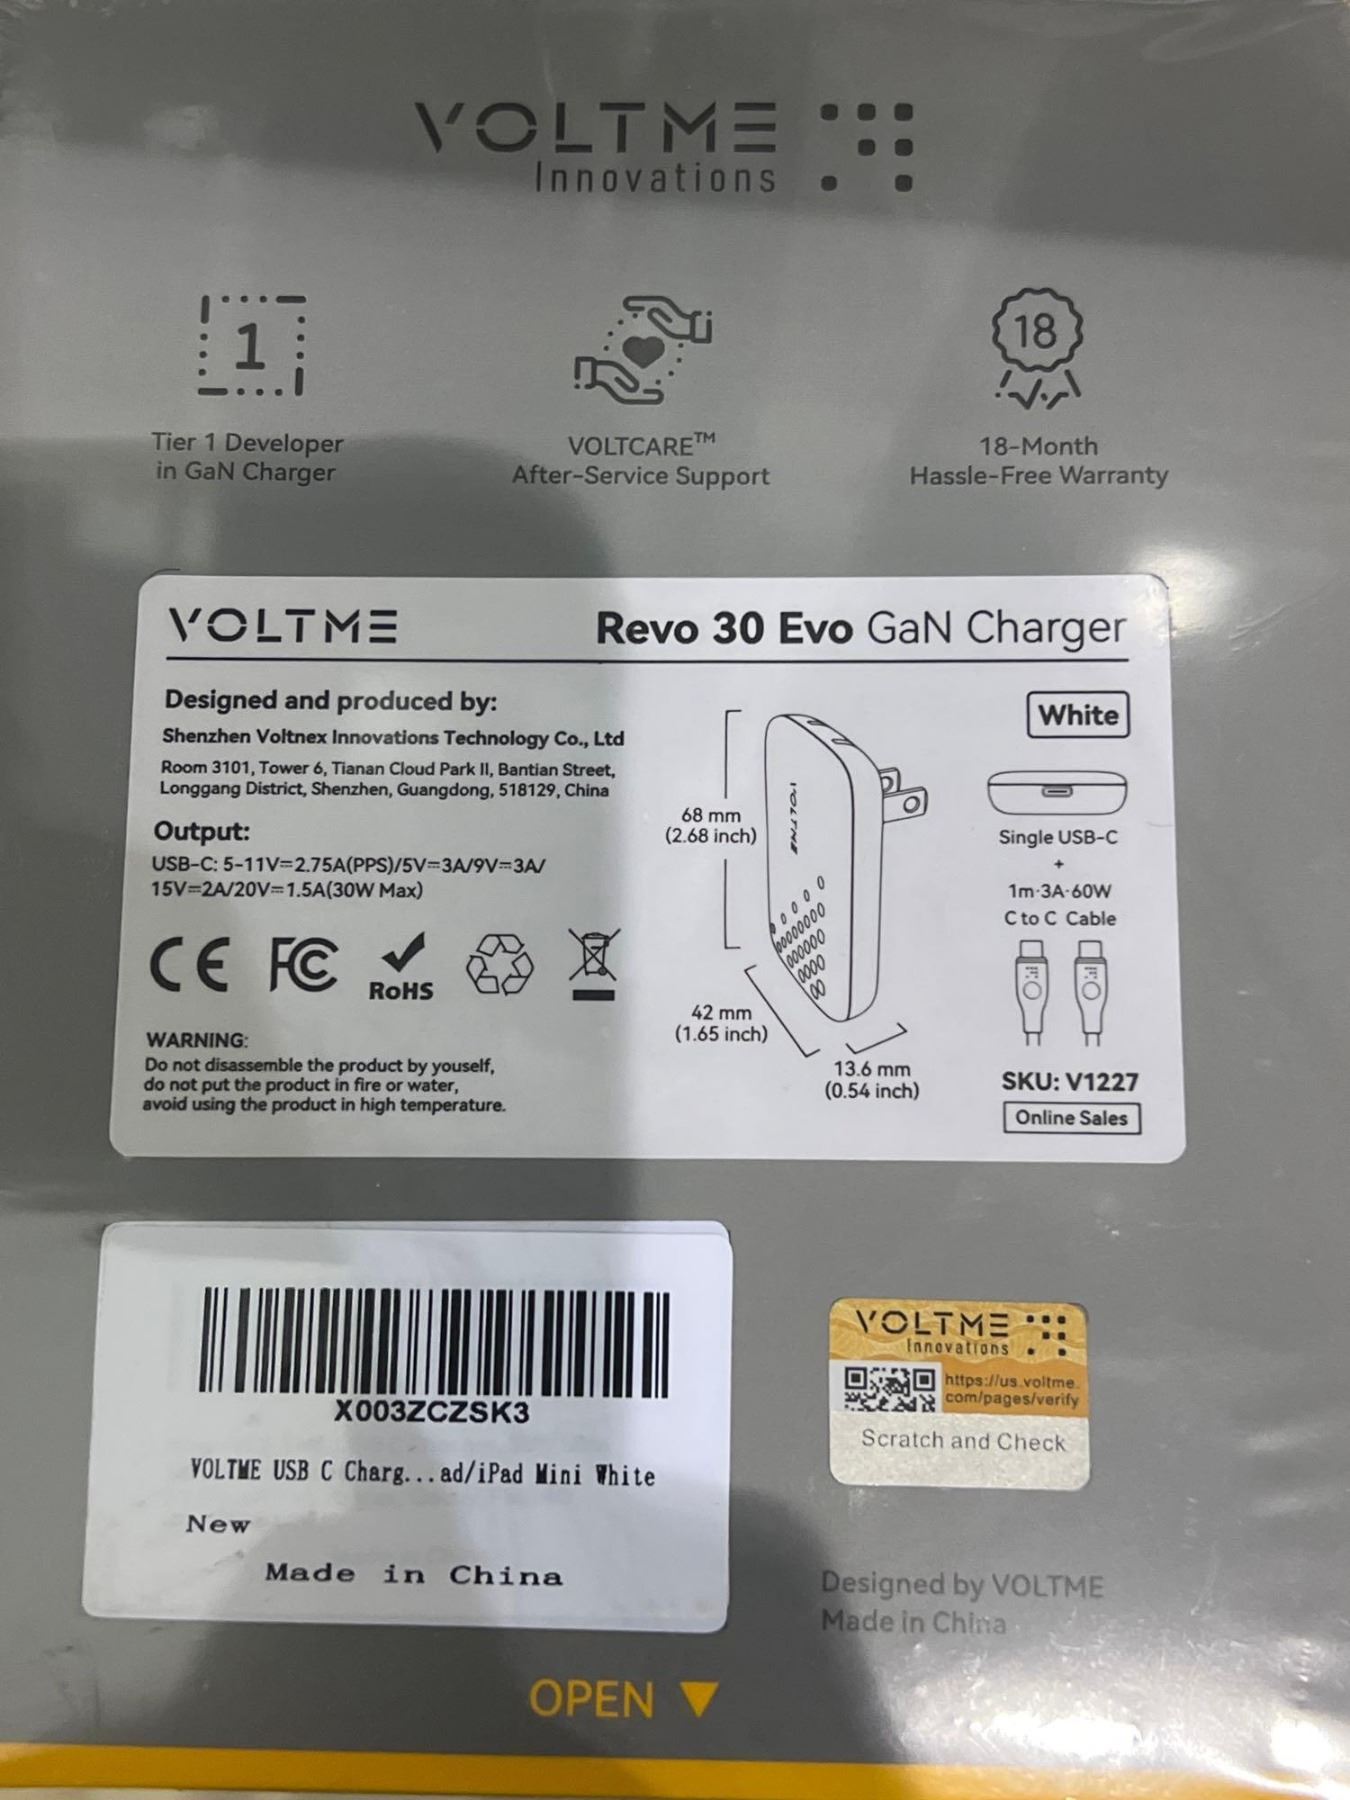 VOLTME
Innovations
1
18
Tier 1 Developer
in GaN Charger
VOLTCARE™
After-Service Support
18-Month
Hassle-Free Warranty
VOLTME
Revo 30 Evo GaN Charger
Designed and produced by:
Shenzhen Voltnex Innovations Technology Co., Ltd
Room 3101, Tower 6, Tianan Cloud Park II, Bantian Street,
Longgang District, Shenzhen, Guangdong, 518129, China
Output:
USB-C: 5-11V⎓2.75A(PPS)/5V⎓3A/9V⎓3A/
15V⎓2A/20V⎓1.5A(30W Max)
CE FC
RoHS
WARNING:
Do not disassemble the product by youself,
do not put the product in fire or water,
avoid using the product in high temperature.
VOLTME
68 mm
(2.68 inch)
42 mm
(1.65 inch)
13.6 mm
(0.54 inch)
White
Single USB-C
+
1m·3A·60W
C to C Cable
SKU: V1227
Online Sales
X003ZCZSK3
VOLTME USB C Charg...ad/iPad Mini White
New
Made in China
VOLTME
Innovations
https://us.voltme.
com/pages/verify
Scratch and Check
Designed by VOLTME
Made in China
OPEN